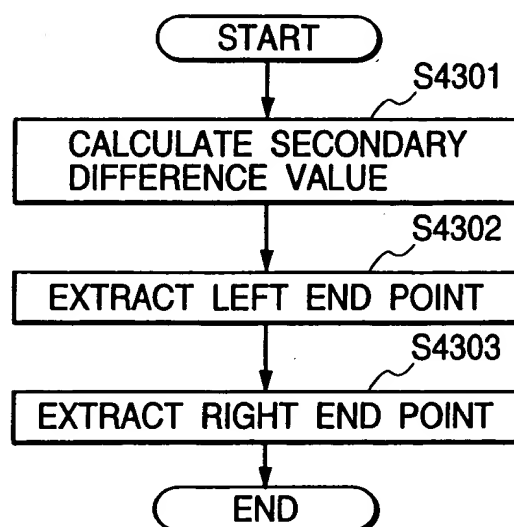 START
S4301
CALCULATE SECONDARY
DIFFERENCE VALUE
S4302
EXTRACT LEFT END POINT
S4303
EXTRACT RIGHT END POINT
END